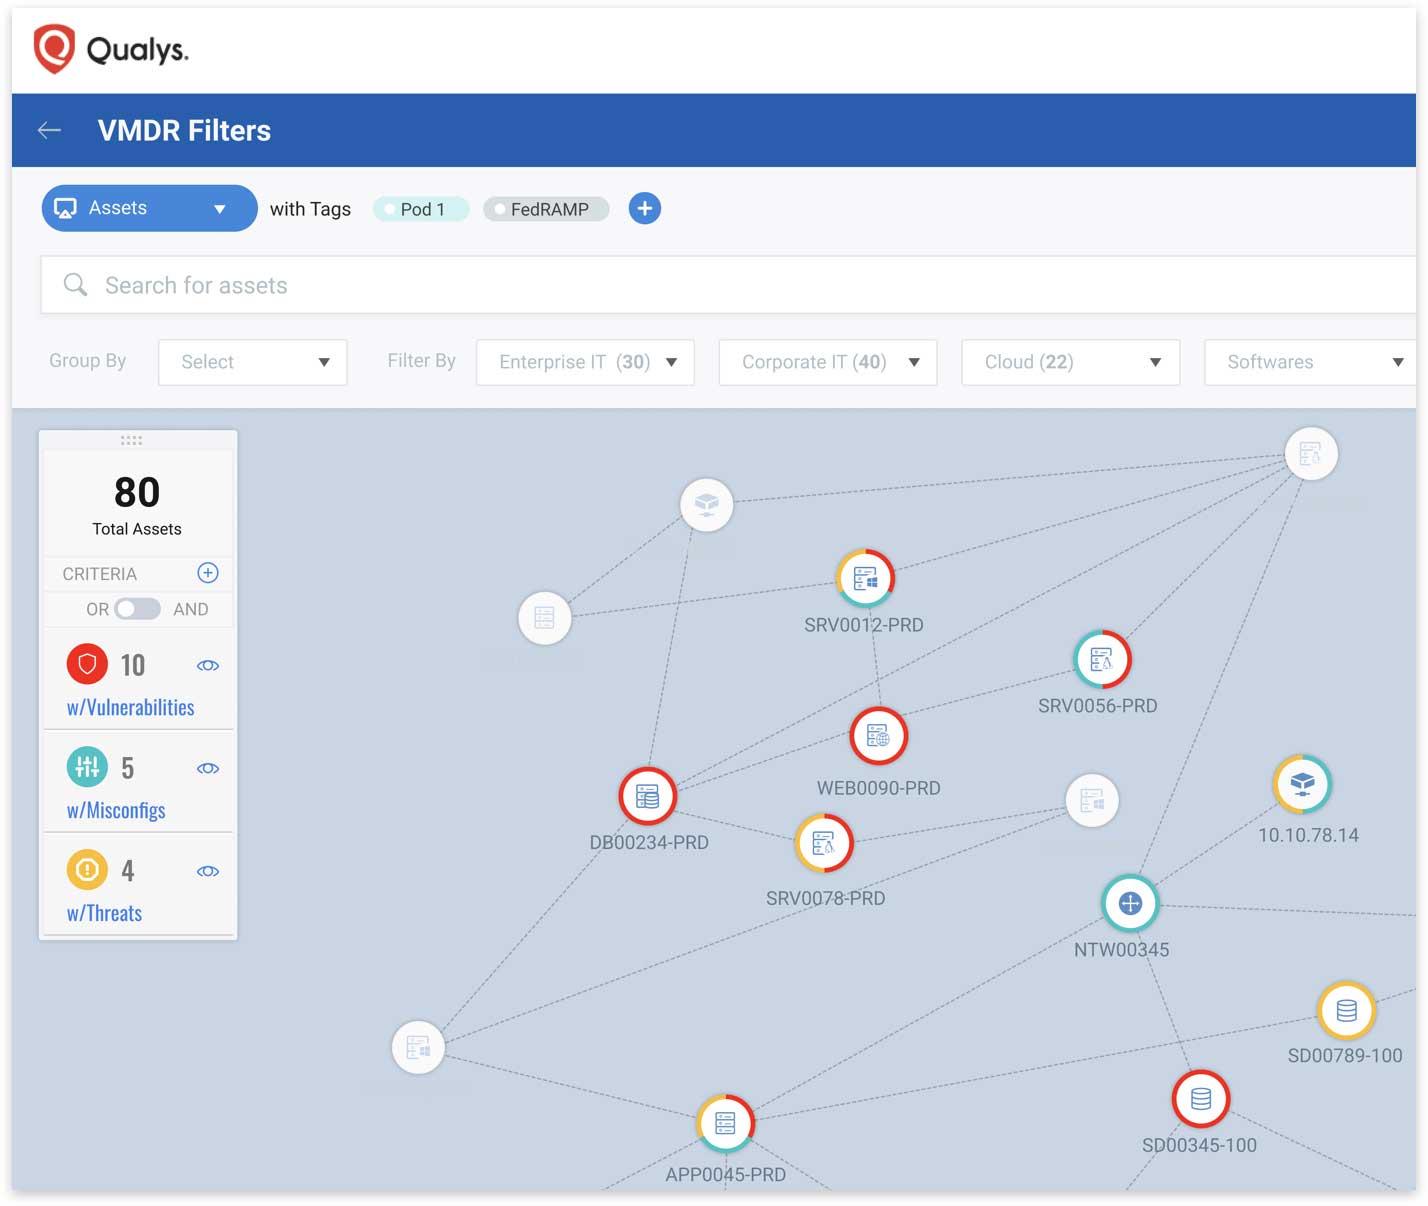 Qualys.
VMDR Filters
Assets with Tags Pod 1 FedRAMP
Search for assets
Group By Select Filter By Enterprise IT (30) Corporate IT (40) Cloud (22) Softwares
80
Total Assets
CRITERIA
OR AND
10
w/Vulnerabilities
5
w/Misconfigs
4
w/Threats
SRV0012-PRD
SRV0056-PRD
WEB0090-PRD
DB00234-PRD
10.10.78.14
SRV0078-PRD
NTW00345
SD00789-100
SD00345-100
APP0045-PRD